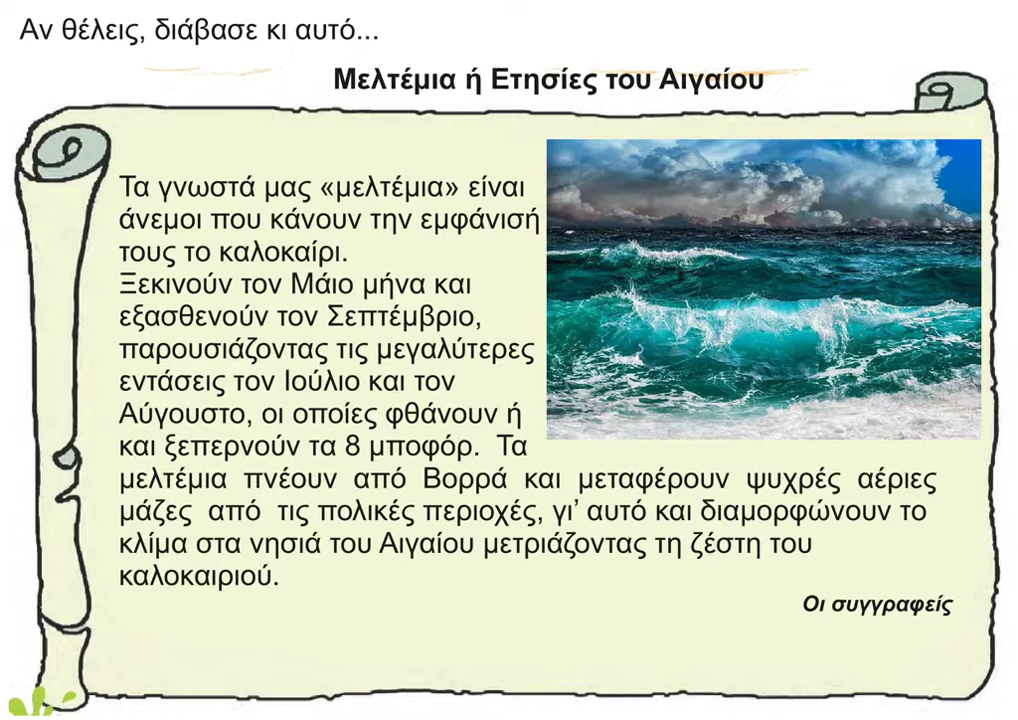 Αν θέλεις, διάβασε κι αυτό...
Μελτέμια ή Ετησίες του Αιγαίου
Τα γνωστά μας «μελτέμια» είναι
άνεμοι που κάνουν την εμφάνισή
τους το καλοκαίρι.
Ξεκινούν τον Μάιο μήνα και
εξασθενούν τον Σεπτέμβριο,
παρουσιάζοντας τις μεγαλύτερες
εντάσεις τον Ιούλιο και τον
Αύγουστο, οι οποίες φθάνουν ή
και ξεπερνούν τα 8 μποφόρ. Τα
μελτέμια πνέουν από Βορρά και μεταφέρουν ψυχρές αέριες
μάζες από τις πολικές περιοχές, γι’ αυτό και διαμορφώνουν το
κλίμα στα νησιά του Αιγαίου μετριάζοντας τη ζέστη του
καλοκαιριού.
Οι συγγραφείς